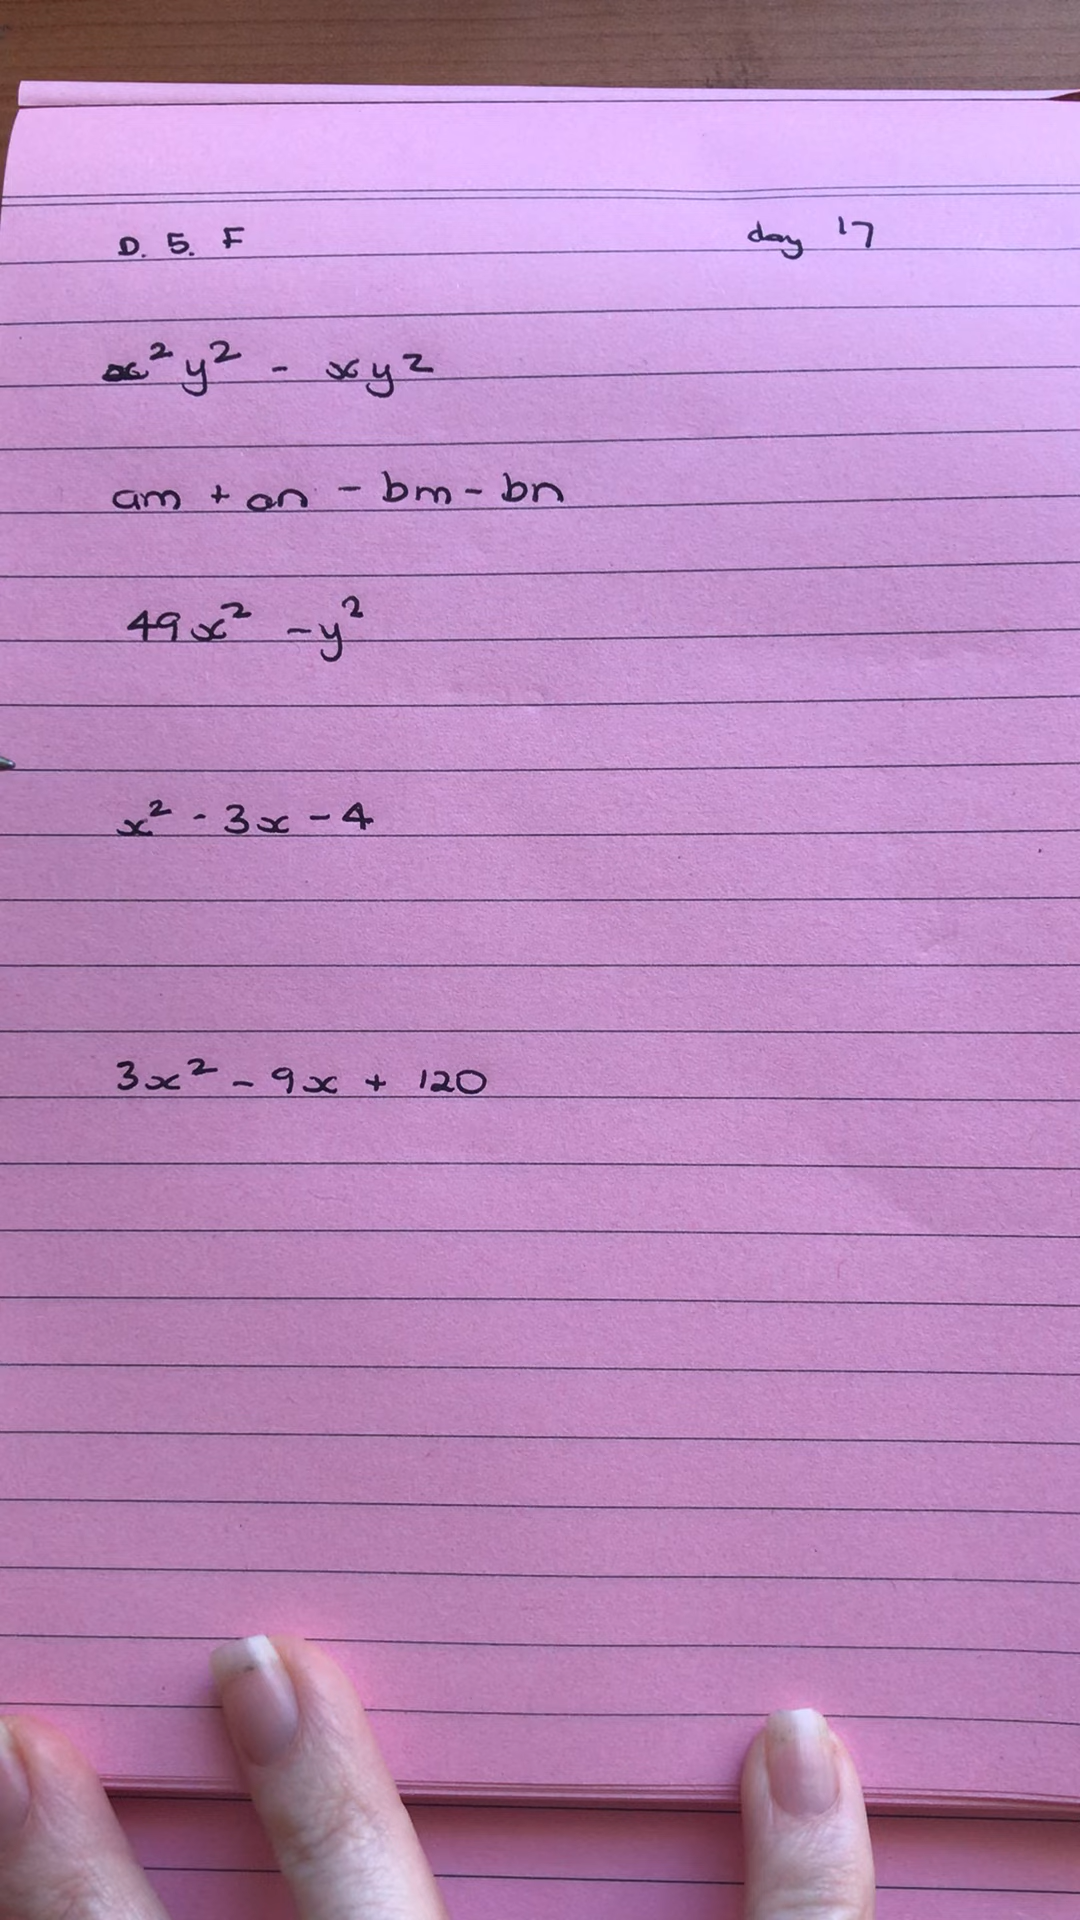 D. 5. F day 17
x²y² - xy²
am + an - bm - bn
49x² - y²
x² - 3x - 4
3x² - 9x + 120